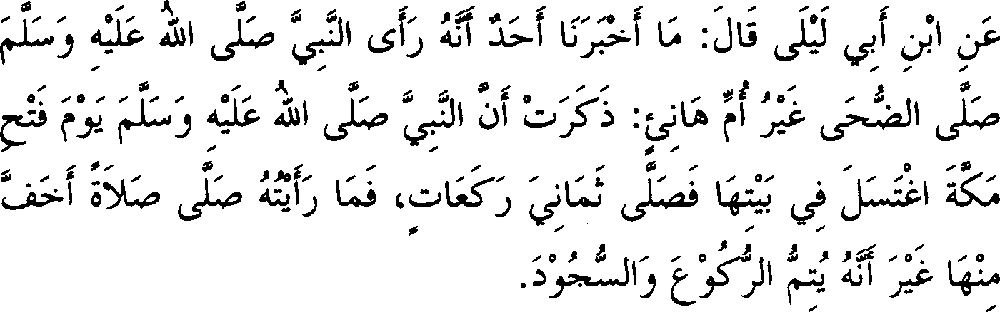 عَنِ ابْنِ أَبِي لَيْلَى قَالَ: مَا أَخْبَرَنَا أَحَدٌ أَنَّهُ رَأَى النَّبِيَّ صَلَّى اللهُ عَلَيْهِ وَسَلَّمَ
صَلَّى الضُّحَى غَيْرُ أُمِّ هَانِئٍ: ذَكَرَتْ أَنَّ النَّبِيَّ صَلَّى اللهُ عَلَيْهِ وَسَلَّمَ يَوْمَ فَتْحِ
مَكَّةَ اغْتَسَلَ فِي بَيْتِهَا فَصَلَّى ثَمَانِيَ رَكَعَاتٍ، فَمَا رَأَيْتُهُ صَلَّى صَلَاةً أَخَفَّ
مِنْهَا غَيْرَ أَنَّهُ يُتِمُّ الرُّكُوْعَ وَالسُّجُوْدَ.